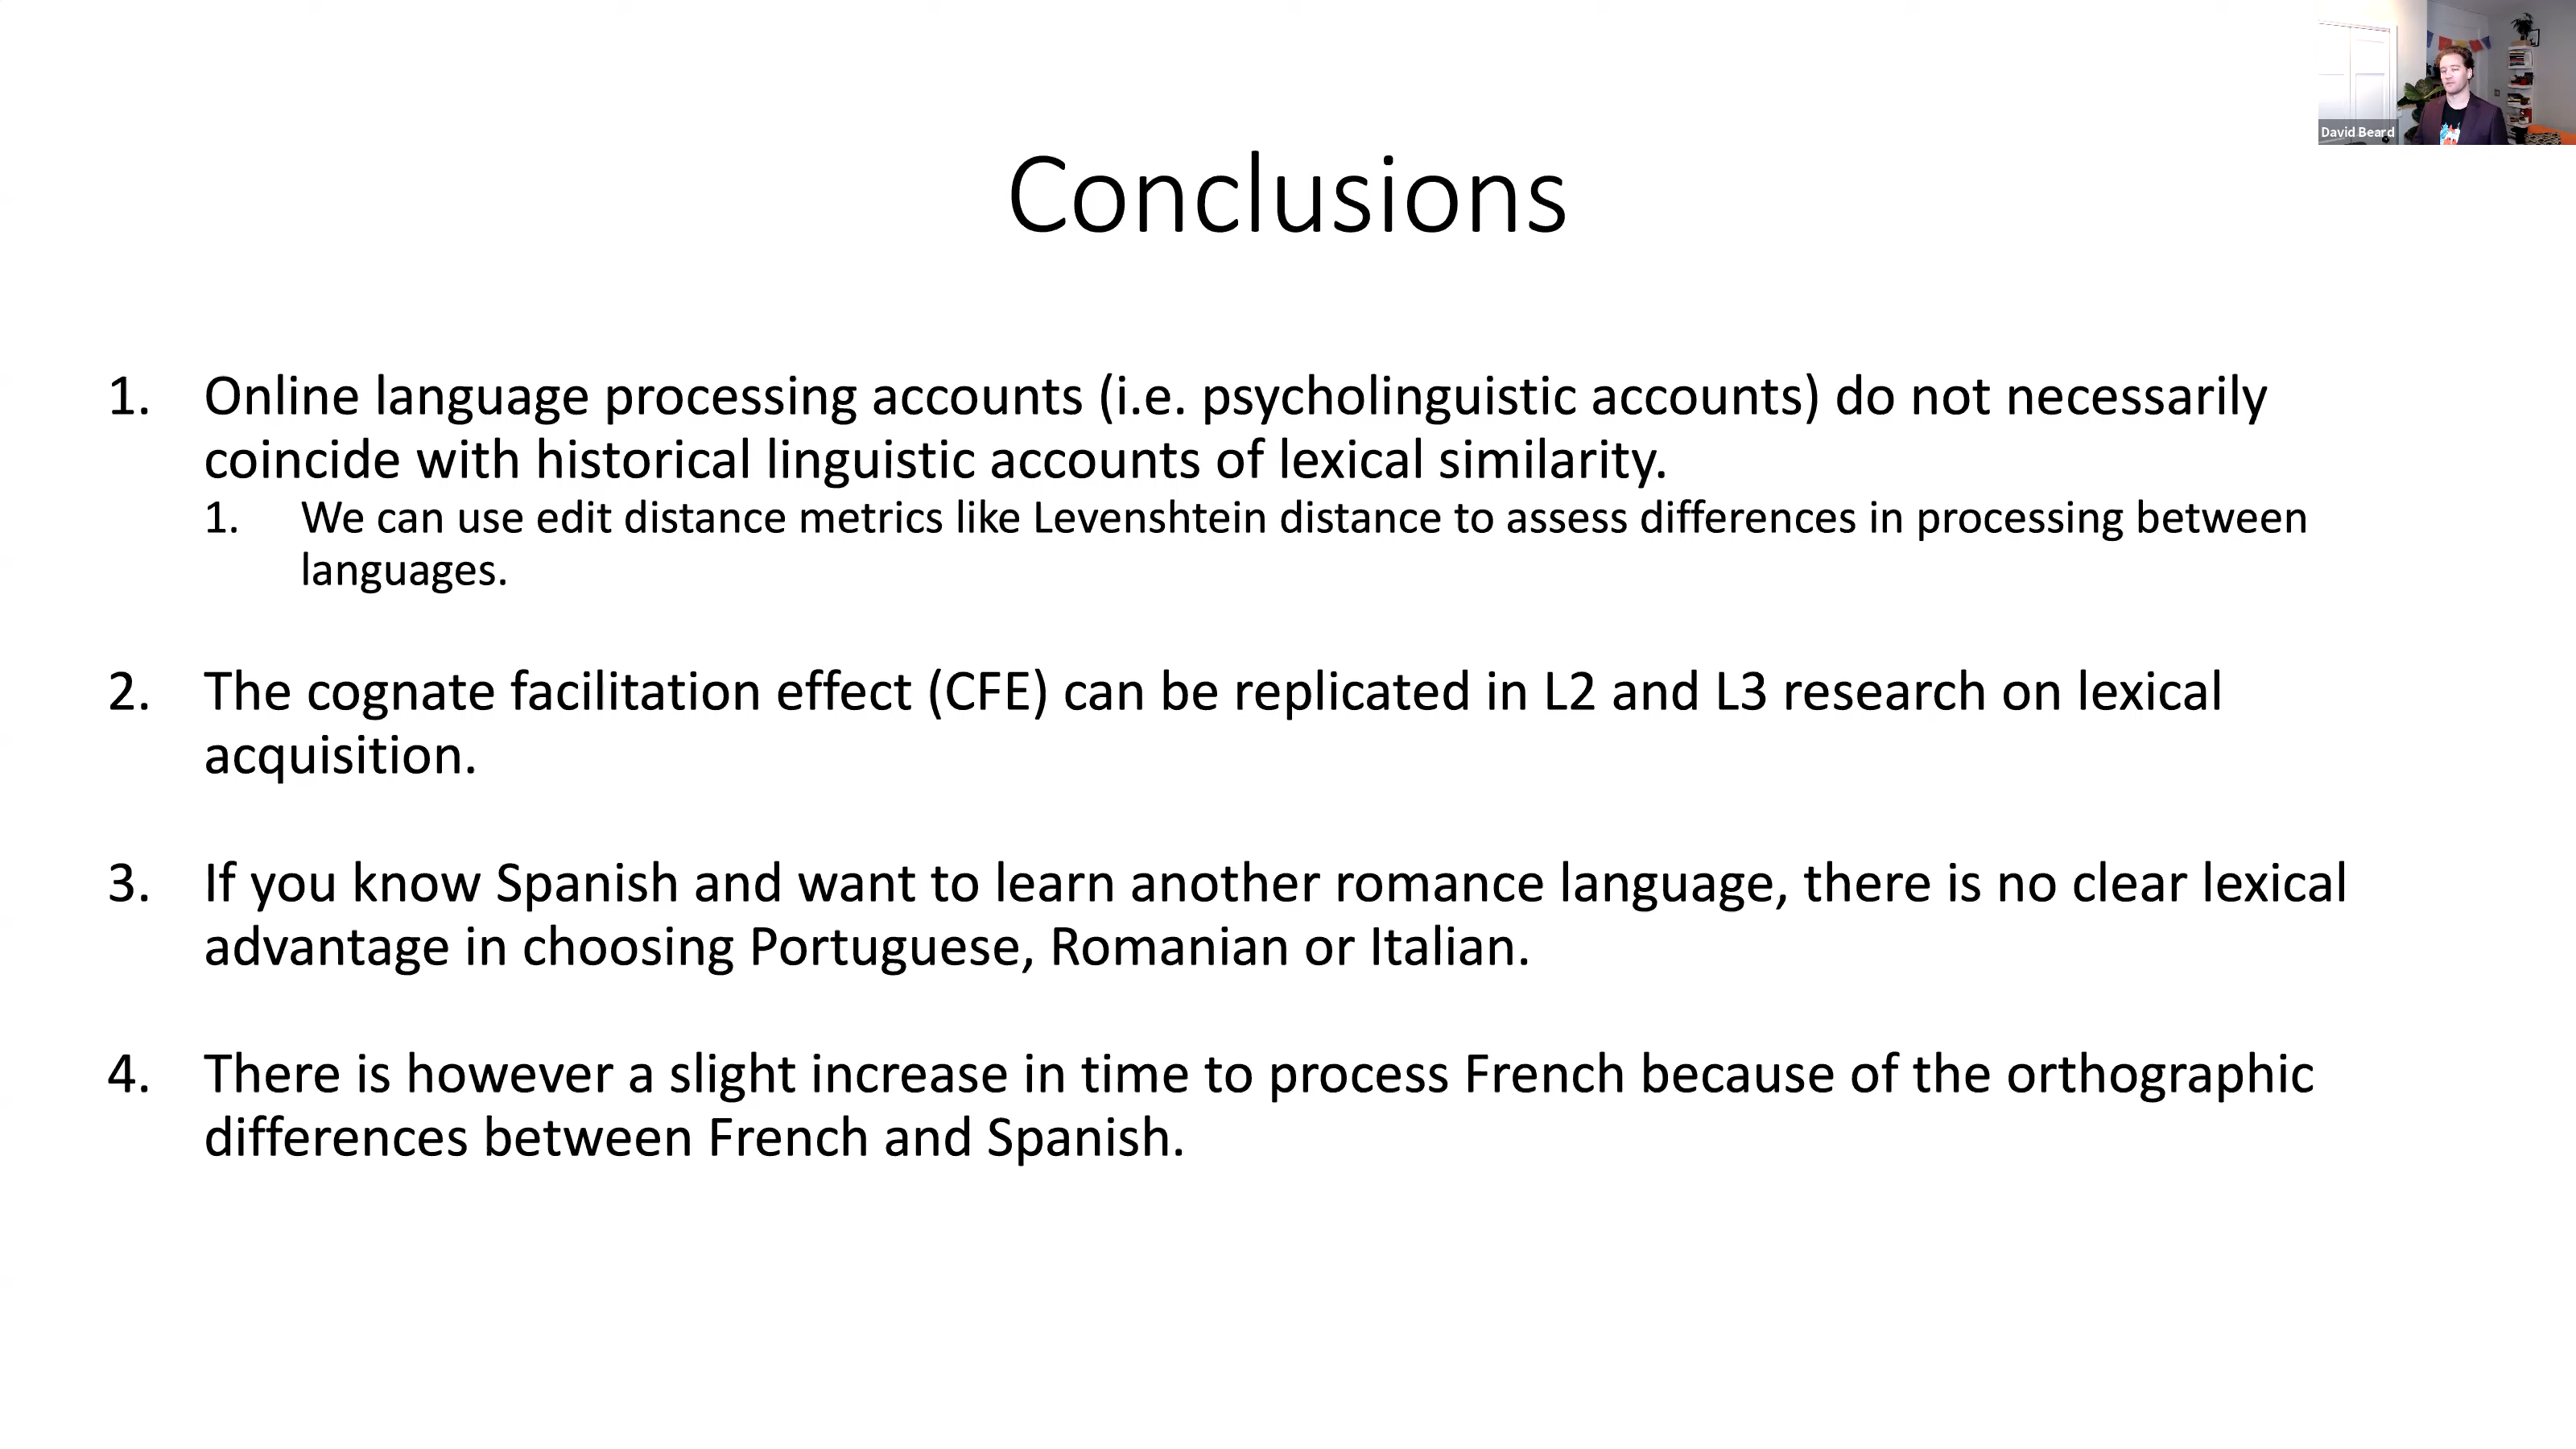 David Beard
Conclusions
1. Online language processing accounts (i.e. psycholinguistic accounts) do not necessarily
coincide with historical linguistic accounts of lexical similarity.
1. We can use edit distance metrics like Levenshtein distance to assess differences in processing between
languages.
2. The cognate facilitation effect (CFE) can be replicated in L2 and L3 research on lexical
acquisition.
3. If you know Spanish and want to learn another romance language, there is no clear lexical
advantage in choosing Portuguese, Romanian or Italian.
4. There is however a slight increase in time to process French because of the orthographic
differences between French and Spanish.